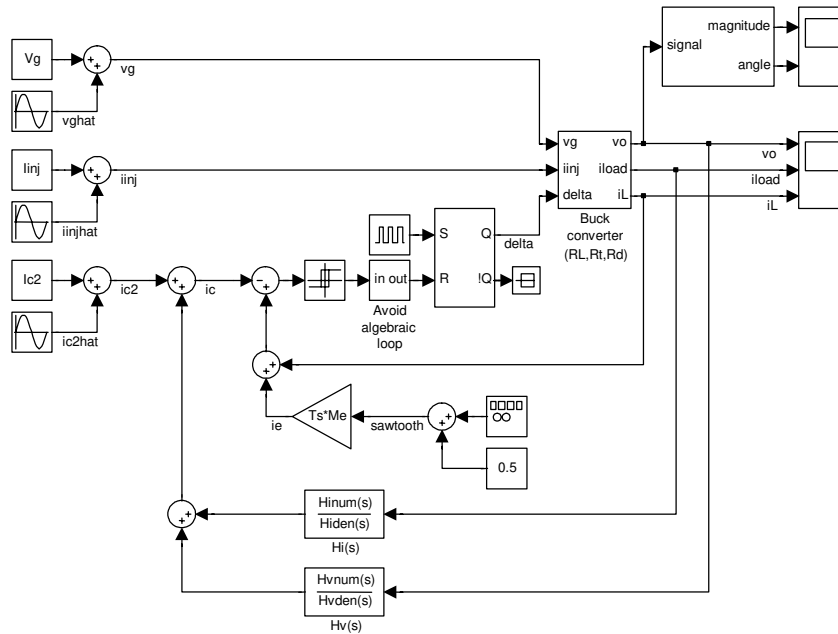 magnitude
signal
angle
Vg
+
+
vg
vghat
Iinj
+
+
iinj
iinjhat
vg
vo
iinj
iload
delta
iL
Buck
converter
(RL,Rt,Rd)
vo
iload
iL
S
Q
R
!Q
delta
Ic2
+
+
ic2
ic2hat
+
+
ic
−
+
in out
Avoid
algebraic
loop
+
+
ie
Ts*Me
sawtooth
+
+
0.5
+
+
Hinum(s)
Hiden(s)
Hi(s)
Hvnum(s)
Hvden(s)
Hv(s)